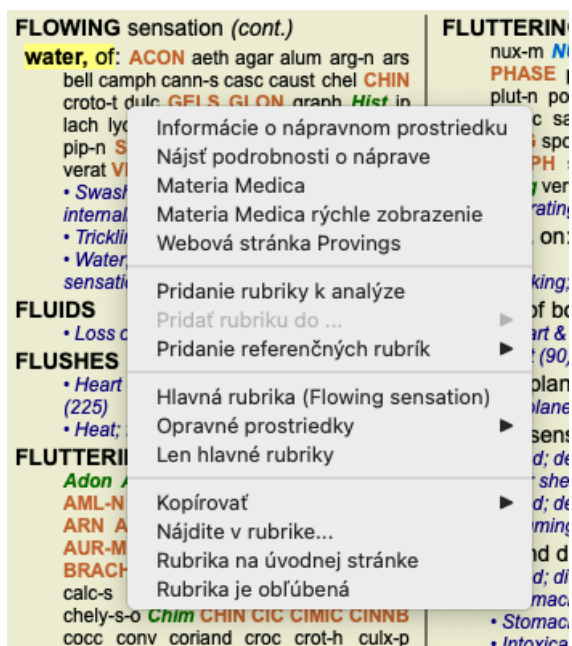 FLOWING sensation (cont.)
water, of: ACON aeth agar alum arg-n ars
bell camph cann-s casc caust chel CHIN
croto-t dulc GELS GLON graph Hist ip
lach
pip-n
verat
• Swash
internal
• Trickli
• Water,
sensati
FLUIDS
• Loss o
FLUSHES
• Heart
(225)
• Heat;
FLUTTERI
Adon
AML-N
ARN A
AUR-M
BRACH
calc-s
chely-s-o Chim CHIN CIC CIMIC CINNB
cocc conv coriand croc crot-h culx-p
Informácie o nápravnom prostriedku
Nájsť podrobnosti o náprave
Materia Medica
Materia Medica rýchle zobrazenie
Webová stránka Provings
Pridanie rubriky k analýze
Pridať rubriku do ...
Pridanie referenčných rubrík
Hlavná rubrika (Flowing sensation)
Opravné prostriedky
Len hlavné rubriky
Kopírovať
Nájdite v rubrike...
Rubrika na úvodnej stránke
Rubrika je obľúbená
FLUTTERING
nux-m
PHASE
plut-n
on:
(90)
• Stomac
• Intoxica